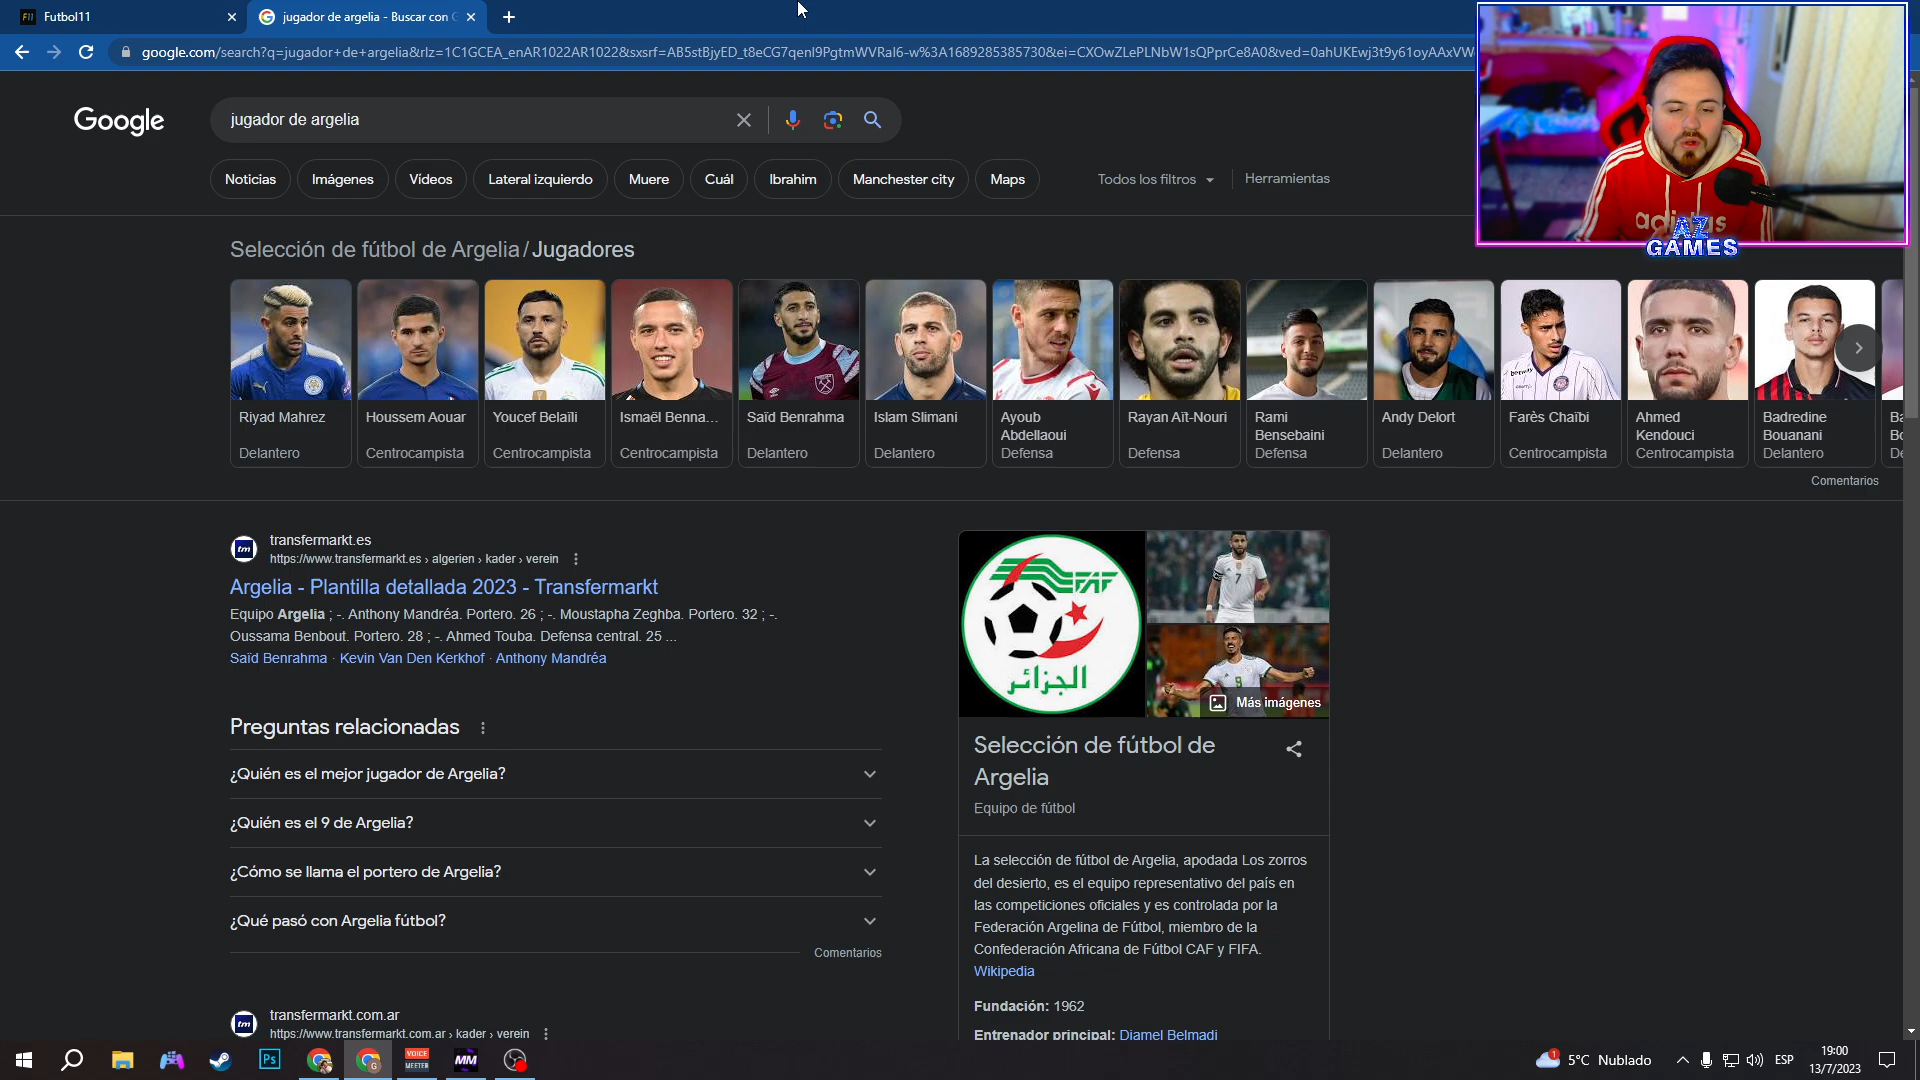 Futbol11
jugador de argelia - Buscar con G
google.com/search?q=jugador+de+argelia&rlz=1C1GCEA_enAR1022AR1022&sxsrf=AB5stBjyED_t8eCG7qenI9PgtmWVRaI6-w%3A1689285385730&ei=CXOwZLePLNbW1sQPprCe8A0&ved=0ahUKEwj3t9y61oyAAxVW
Google
jugador de argelia
Noticias
Imágenes
Videos
Lateral izquierdo
Muere
Cuál
Ibrahim
Manchester city
Maps
Todos los filtros
Herramientas
adidas
AZ
GAMES
Selección de fútbol de Argelia / Jugadores
Riyad Mahrez
Delantero
Houssem Aouar
Centrocampista
Youcef Belaïli
Centrocampista
Ismaël Benna...
Centrocampista
Saïd Benrahma
Delantero
Islam Slimani
Delantero
Ayoub
Abdellaoui
Defensa
Rayan Aït-Nouri
Defensa
Rami
Bensebaini
Defensa
Andy Delort
Delantero
Farès Chaïbi
Centrocampista
Ahmed
Kendouci
Centrocampista
Badredine
Bouanani
Delantero
Comentarios
tm
transfermarkt.es
https://www.transfermarkt.es › algerien › kader › verein
Argelia - Plantilla detallada 2023 - Transfermarkt
Equipo Argelia ; -. Anthony Mandréa. Portero. 26 ; -. Moustapha Zeghba. Portero. 32 ; -.
Oussama Benbout. Portero. 28 ; -. Ahmed Touba. Defensa central. 25 ...
Saïd Benrahma · Kevin Van Den Kerkhof · Anthony Mandréa
Preguntas relacionadas
¿Quién es el mejor jugador de Argelia?
¿Quién es el 9 de Argelia?
¿Cómo se llama el portero de Argelia?
¿Qué pasó con Argelia fútbol?
Comentarios
tm
transfermarkt.com.ar
https://www.transfermarkt.com.ar › kader › verein
FAF
الجزائر
7
9
Más imágenes
Selección de fútbol de
Argelia
Equipo de fútbol
La selección de fútbol de Argelia, apodada Los zorros
del desierto, es el equipo representativo del país en
las competiciones oficiales y es controlada por la
Federación Argelina de Fútbol, miembro de la
Confederación Africana de Fútbol CAF y FIFA.
Wikipedia
Fundación: 1962
Entrenador principal: Djamel Belmadi
Ps
VOICE
MEETER
MM
1
5°C Nublado
ESP
19:00
13/7/2023